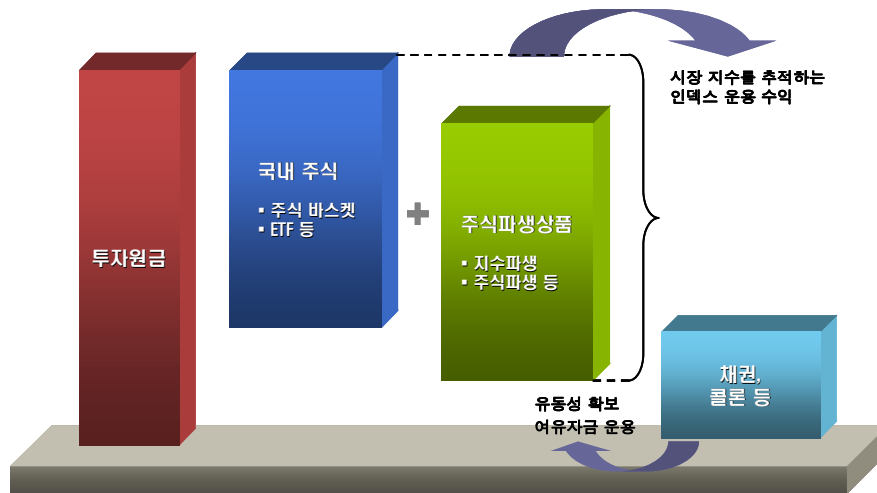 투자원금
국내 주식
▪ 주식 바스켓
▪ ETF 등
주식파생상품
▪ 지수파생
▪ 주식파생 등
시장 지수를 추적하는
인덱스 운용 수익
채권,
콜론 등
유동성 확보
여유자금 운용